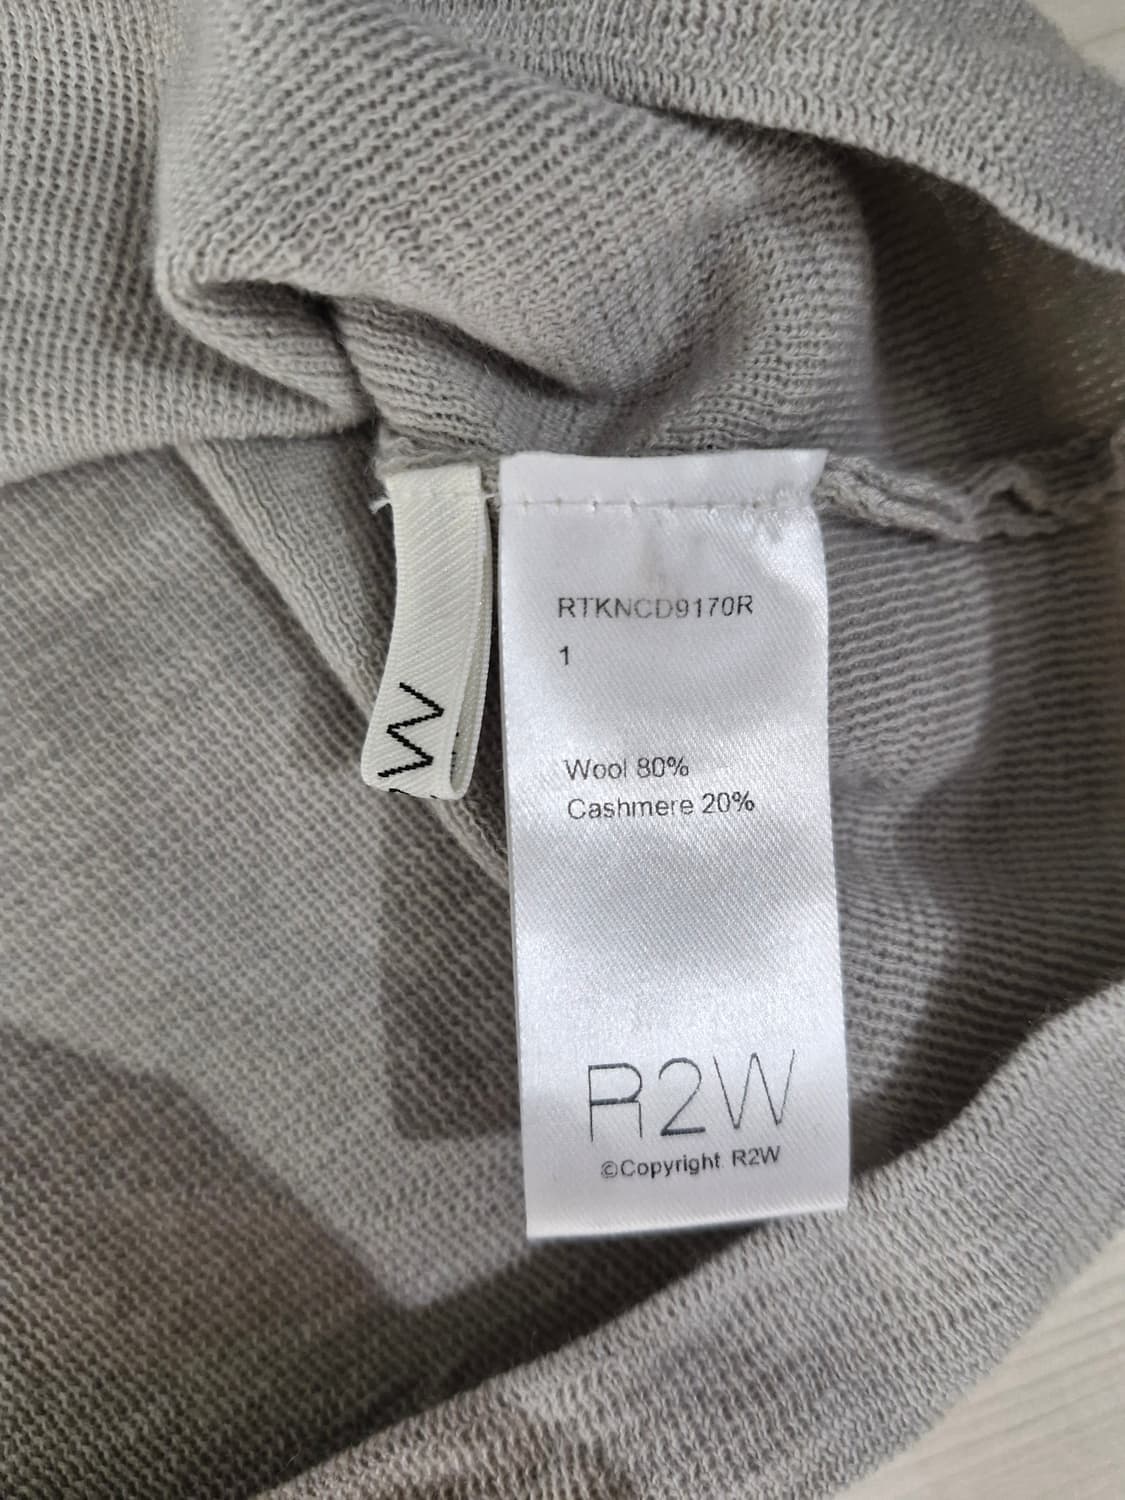 RTKNCD9170R
1
Wool 80%
Cashmere 20%
R2W
©Copyright R2W
W